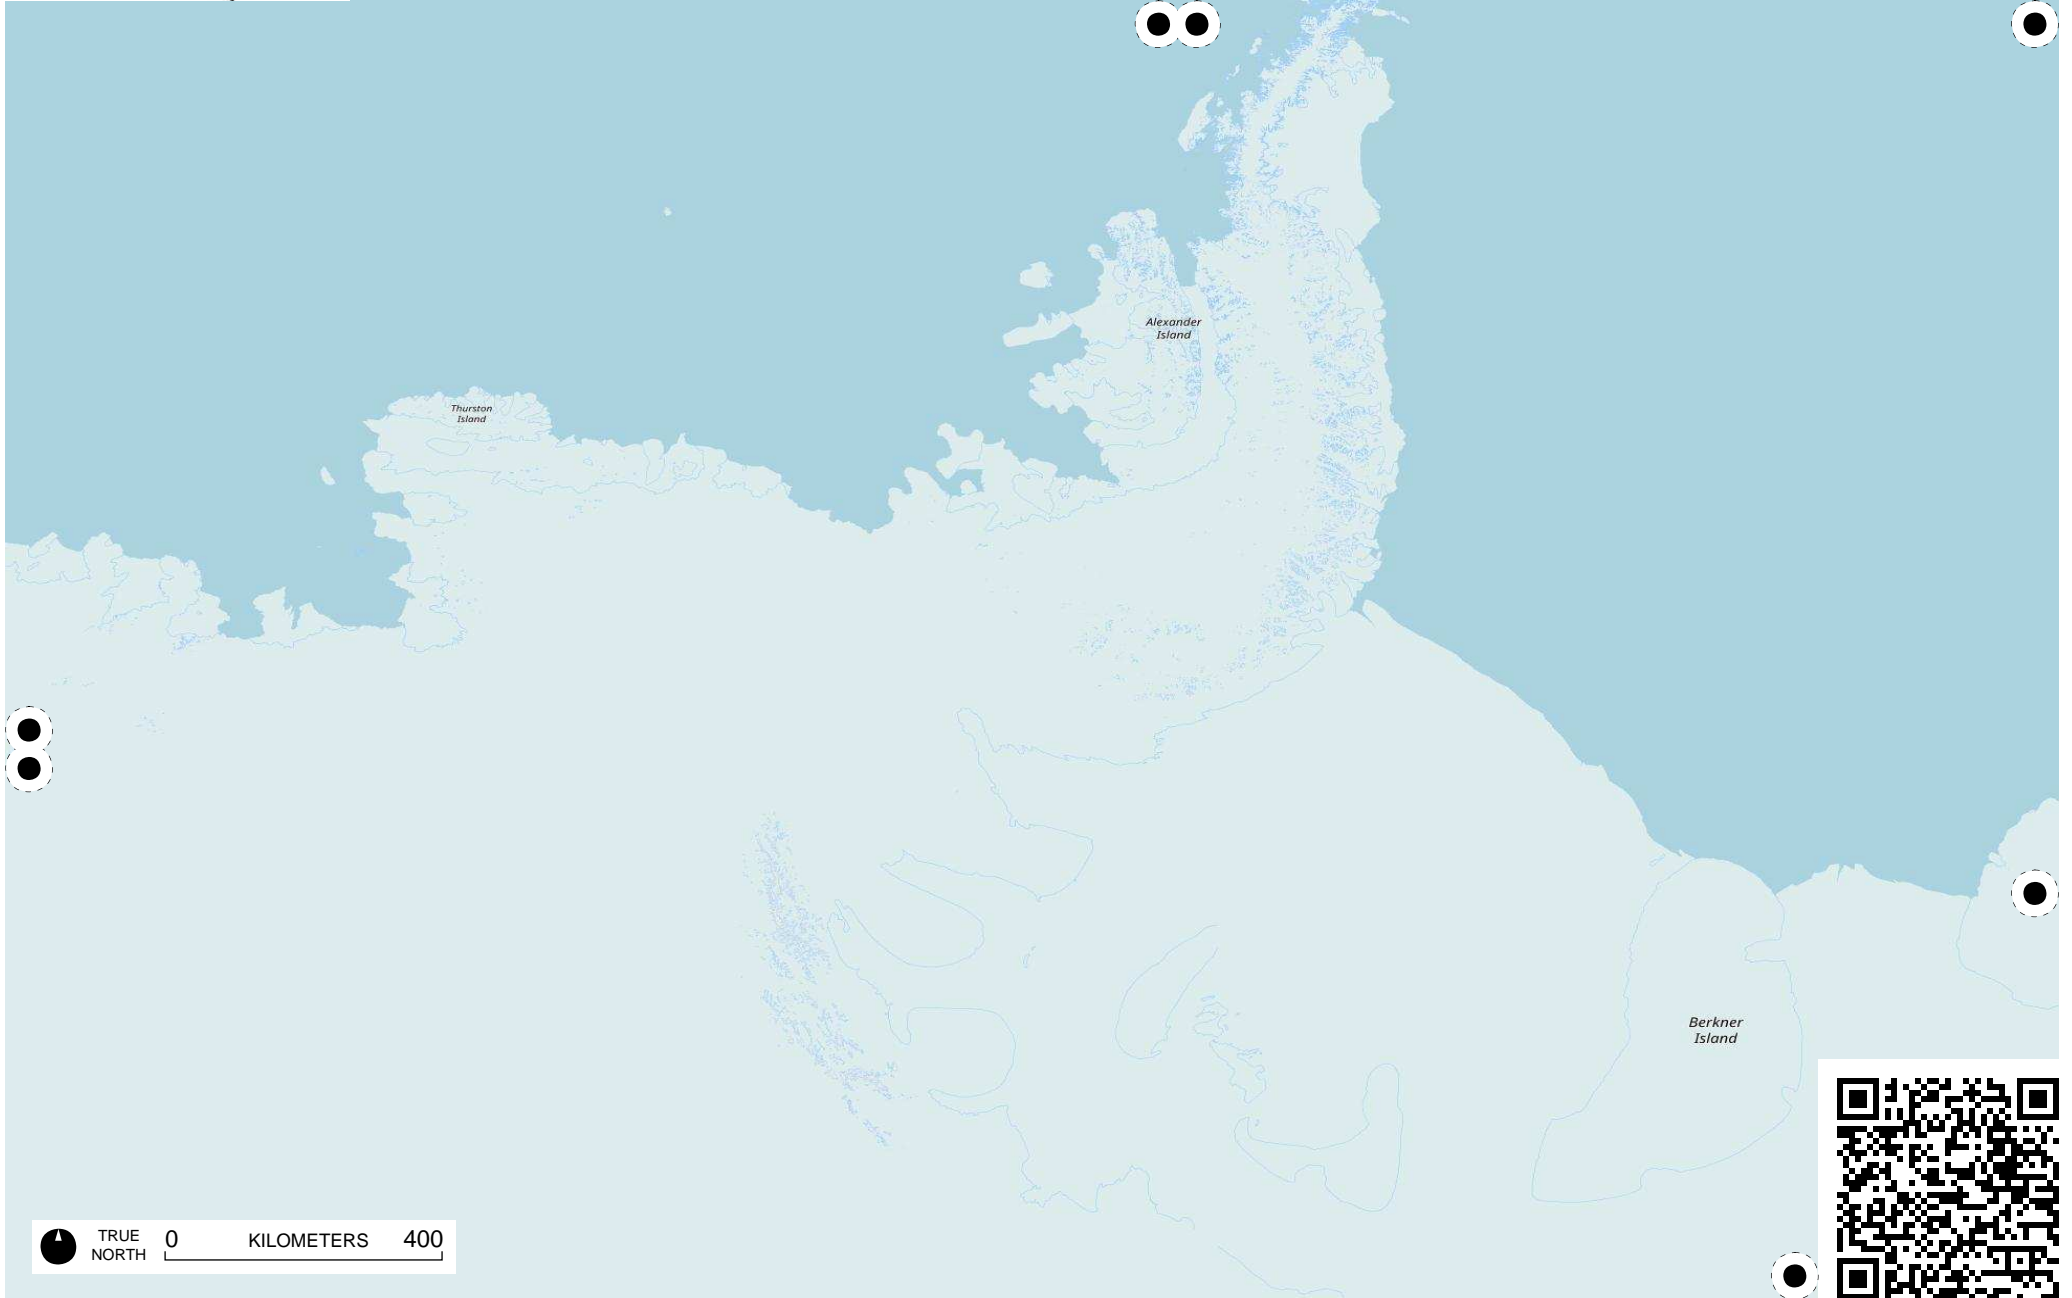 Alexander
Island
Thurston
Island
Berkner
Island
TRUE
NORTH
0 KILOMETERS 400